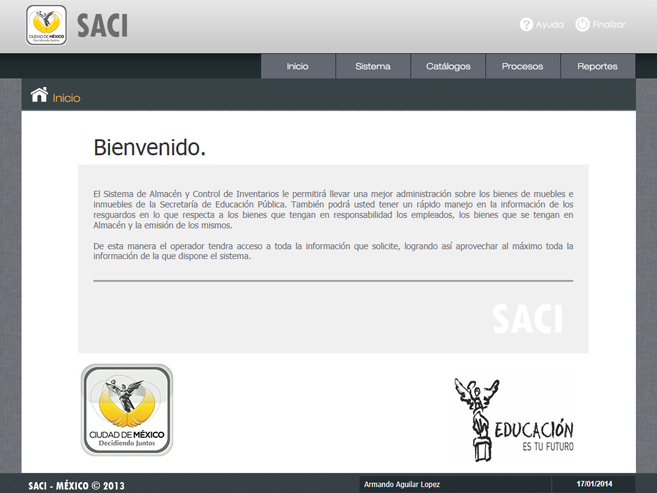 CIUDAD DE MÉXICO
Decidiendo Juntos
SACI
Ayuda
Finalizar
Inicio
Sistema
Catálogos
Procesos
Reportes
Inicio
Bienvenido.
El Sistema de Almacén y Control de Inventarios le permitirá llevar una mejor administración sobre los bienes de muebles e
inmuebles de la Secretaría de Educación Pública. También podrá usted tener un rápido manejo en la información de los
resguardos en lo que respecta a los bienes que tengan en responsabilidad los empleados, los bienes que se tengan en
Almacén y la emisión de los mismos.
De esta manera el operador tendra acceso a toda la información que solicite, logrando así aprovechar al máximo toda la
información de la que dispone el sistema.
SACI
CIUDAD DE MÉXICO
Decidiendo Juntos
EDUCACIÓN
ES TU FUTURO
SACI - MÉXICO © 2013
Armando Aguilar Lopez
17/01/2014